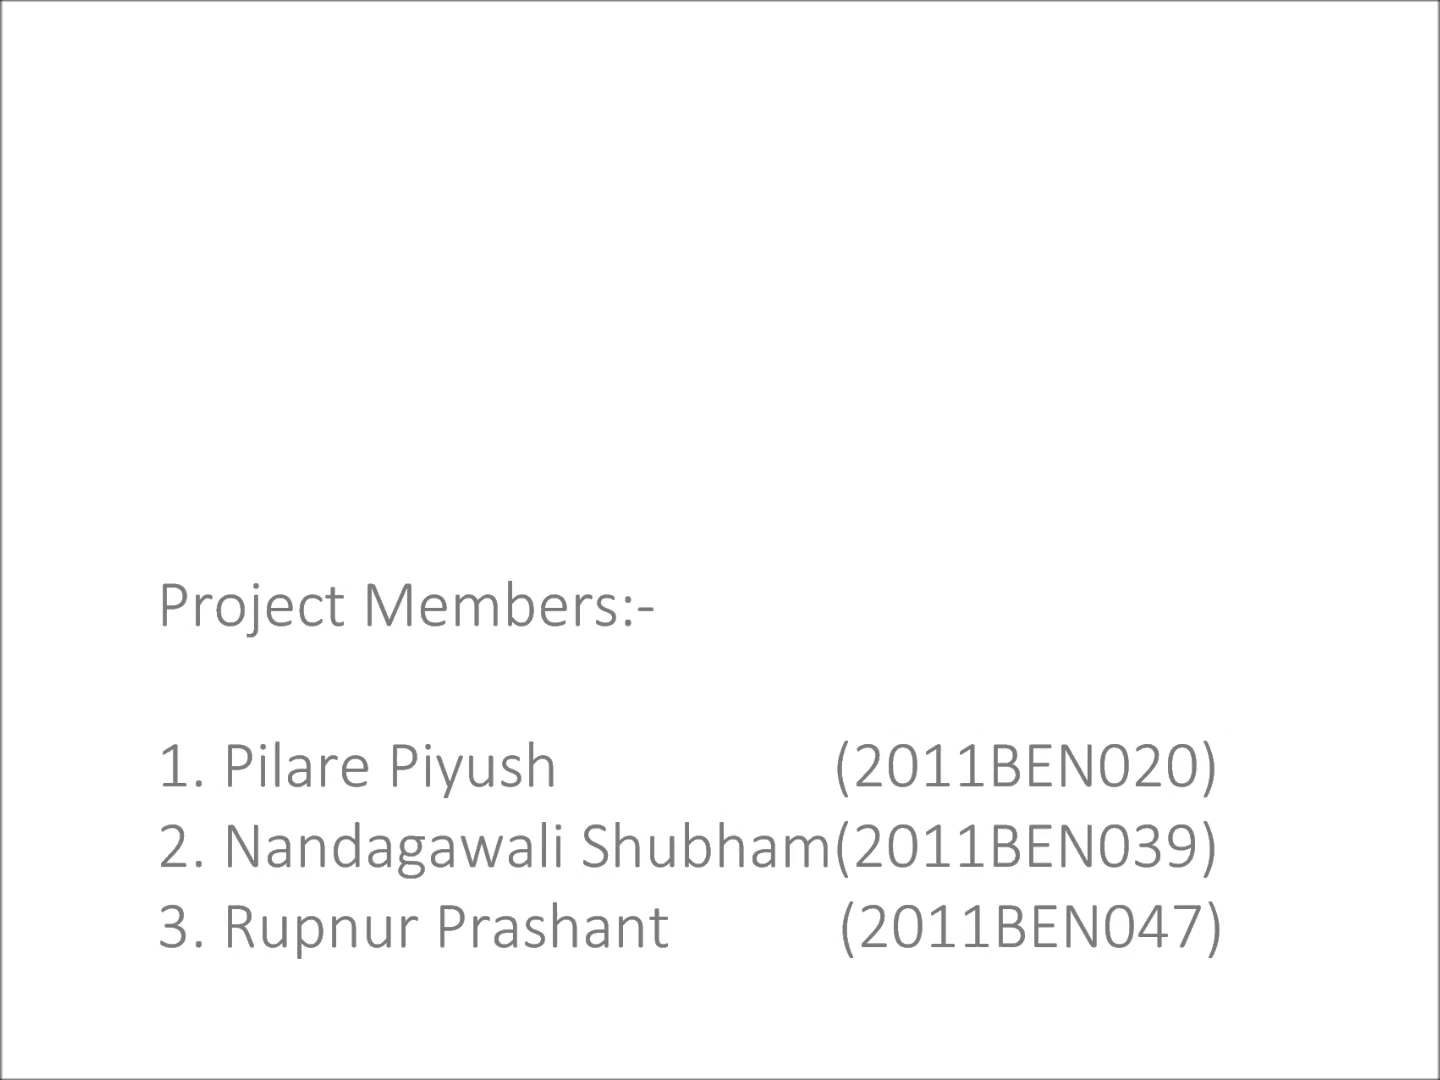 Project Members:-
1. Pilare Piyush (2011BEN020)
2. Nandagawali Shubham(2011BEN039)
3. Rupnur Prashant (2011BEN047)